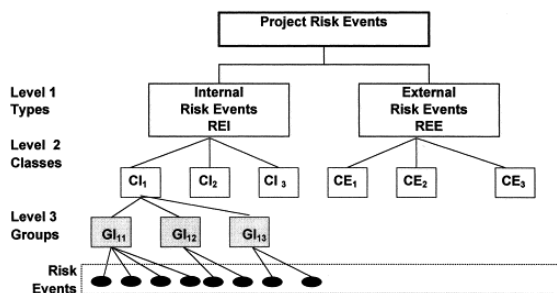 Project Risk Events
Level 1
Types
Internal
Risk Events
REI
External
Risk Events
REE
Level 2
Classes
CI₁
CI₂
CI ₃
CE₁
CE₂
CE₃
Level 3
Groups
GI₁₁
GI₁₂
GI₁₃
Risk
Events